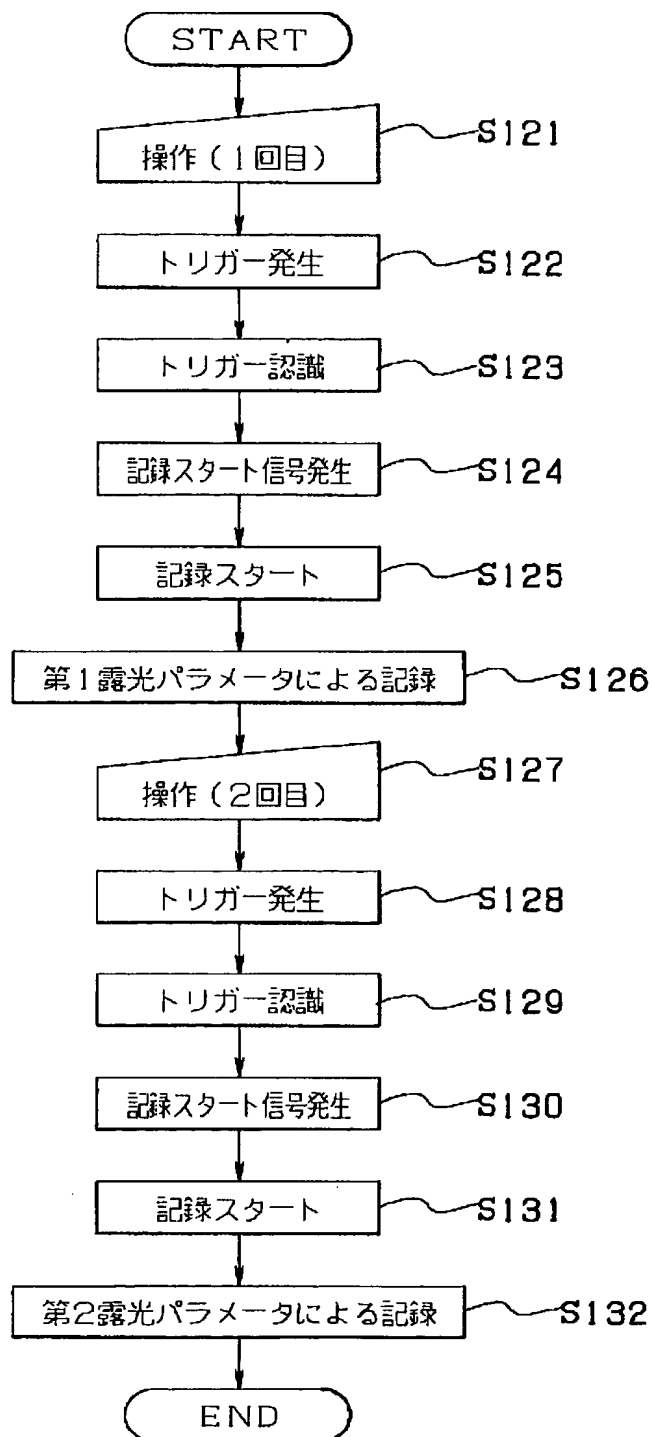 START
操作(1回目)
S121
トリガー発生
S122
トリガー認識
S123
記録スタート信号発生
S124
記録スタート
S125
第1露光パラメータによる記録
S126
操作(2回目)
S127
トリガー発生
S128
トリガー認識
S129
記録スタート信号発生
S130
記録スタート
S131
第2露光パラメータによる記録
S132
END